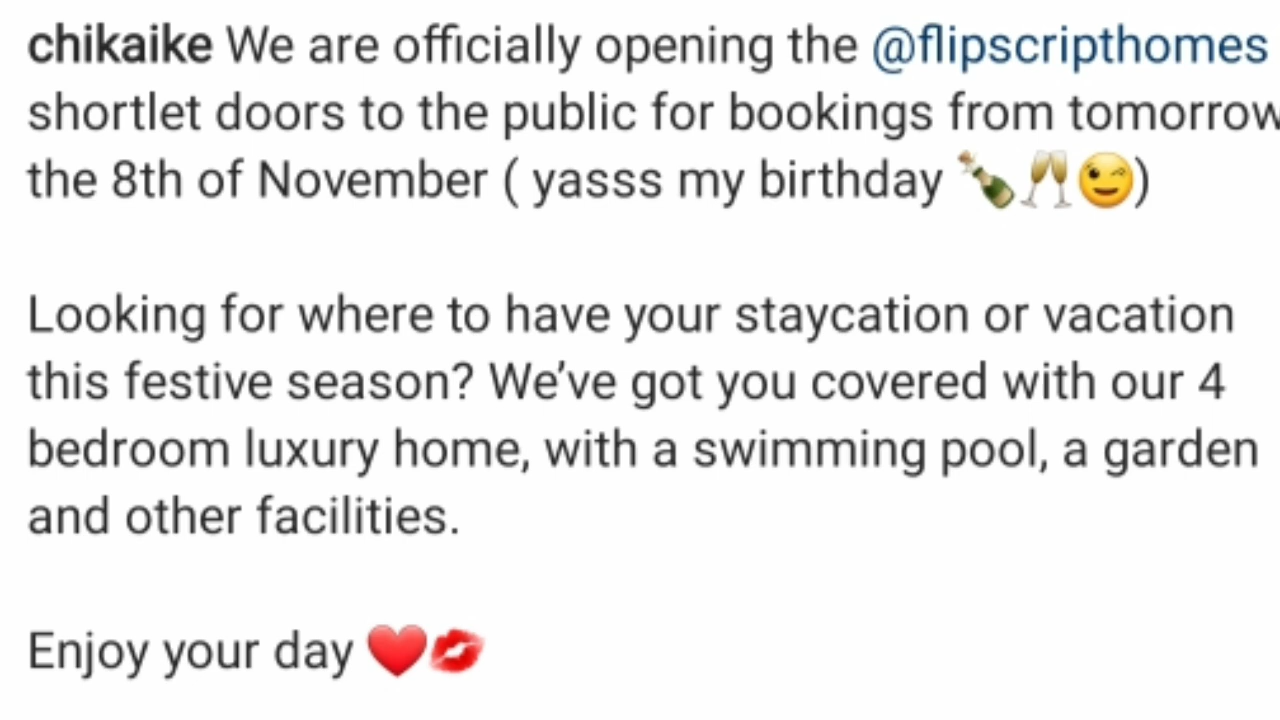 chikaike We are officially opening the @flipscripthomes
shortlet doors to the public for bookings from tomorrow
the 8th of November ( yasss my birthday 🍾🥂😉)
Looking for where to have your staycation or vacation
this festive season? We’ve got you covered with our 4
bedroom luxury home, with a swimming pool, a garden
and other facilities.
Enjoy your day ❤️💋